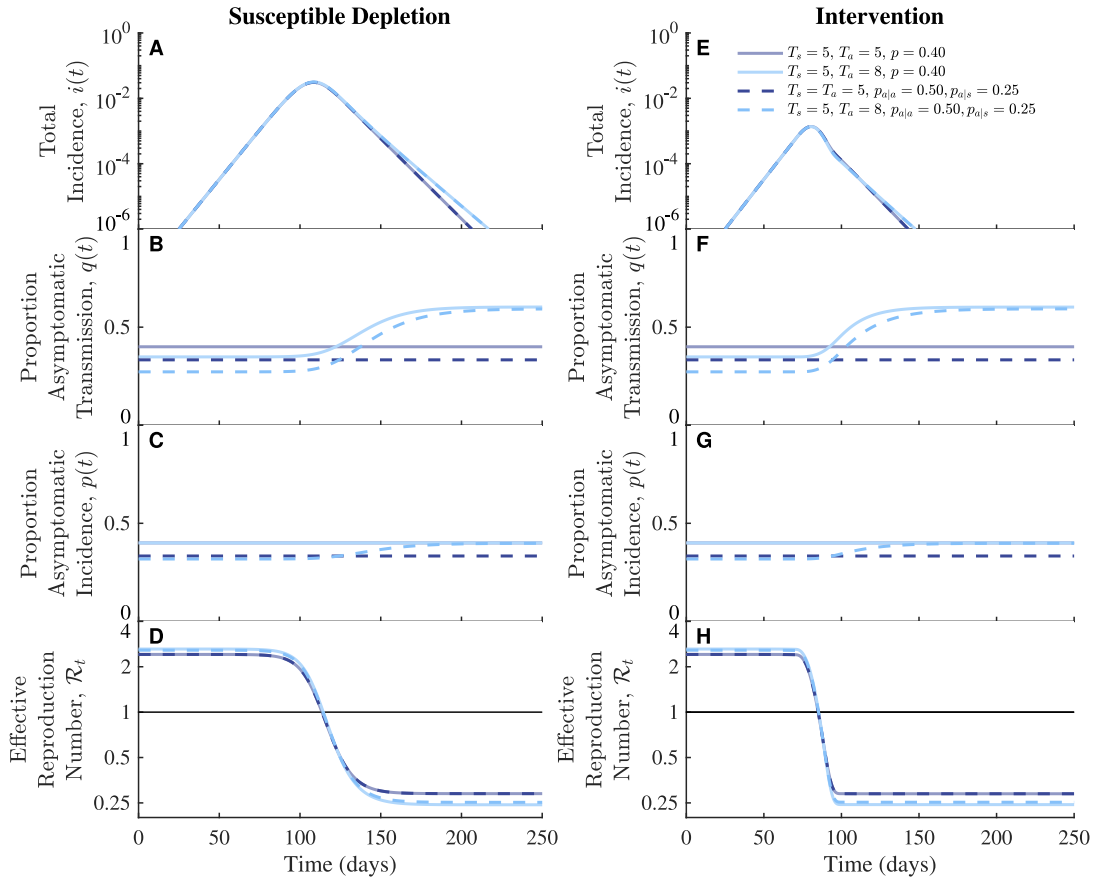 Susceptible Depletion
Intervention
A
Total
Incidence, i(t)
10^0
10^-2
10^-4
10^-6
B
Proportion
Asymptomatic
Transmission, q(t)
1
0.5
0
C
Proportion
Asymptomatic
Incidence, p(t)
1
0.5
0
D
Effective
Reproduction
Number, R_t
4
2
1
0.5
0.25
0 50 100 150 200 250
Time (days)
E
Total
Incidence, i(t)
10^0
10^-2
10^-4
10^-6
T_s = 5, T_a = 5, p = 0.40
T_s = 5, T_a = 8, p = 0.40
T_s = T_a = 5, p_{a|a} = 0.50, p_{a|s} = 0.25
T_s = 5, T_a = 8, p_{a|a} = 0.50, p_{a|s} = 0.25
F
Proportion
Asymptomatic
Transmission, q(t)
1
0.5
0
G
Proportion
Asymptomatic
Incidence, p(t)
1
0.5
0
H
Effective
Reproduction
Number, R_t
4
2
1
0.5
0.25
0 50 100 150 200 250
Time (days)